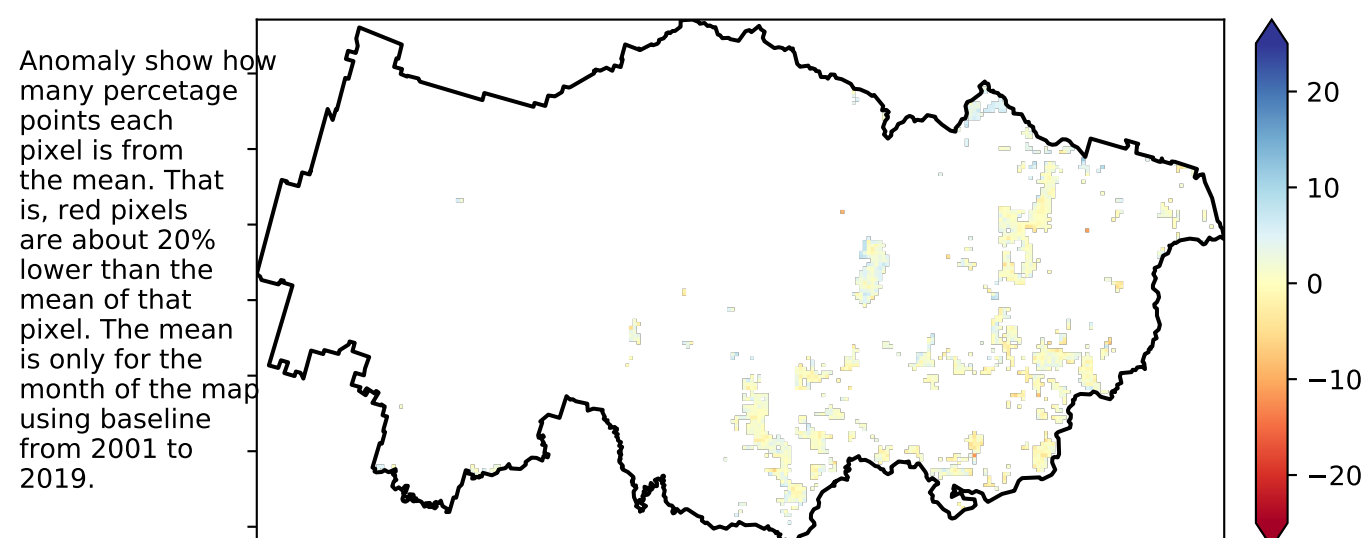 Anomaly show how
many percetage
points each
pixel is from
the mean. That
is, red pixels
are about 20%
lower than the
mean of that
pixel. The mean
is only for the
month of the map
using baseline
from 2001 to
2019.
20
10
0
−10
−20